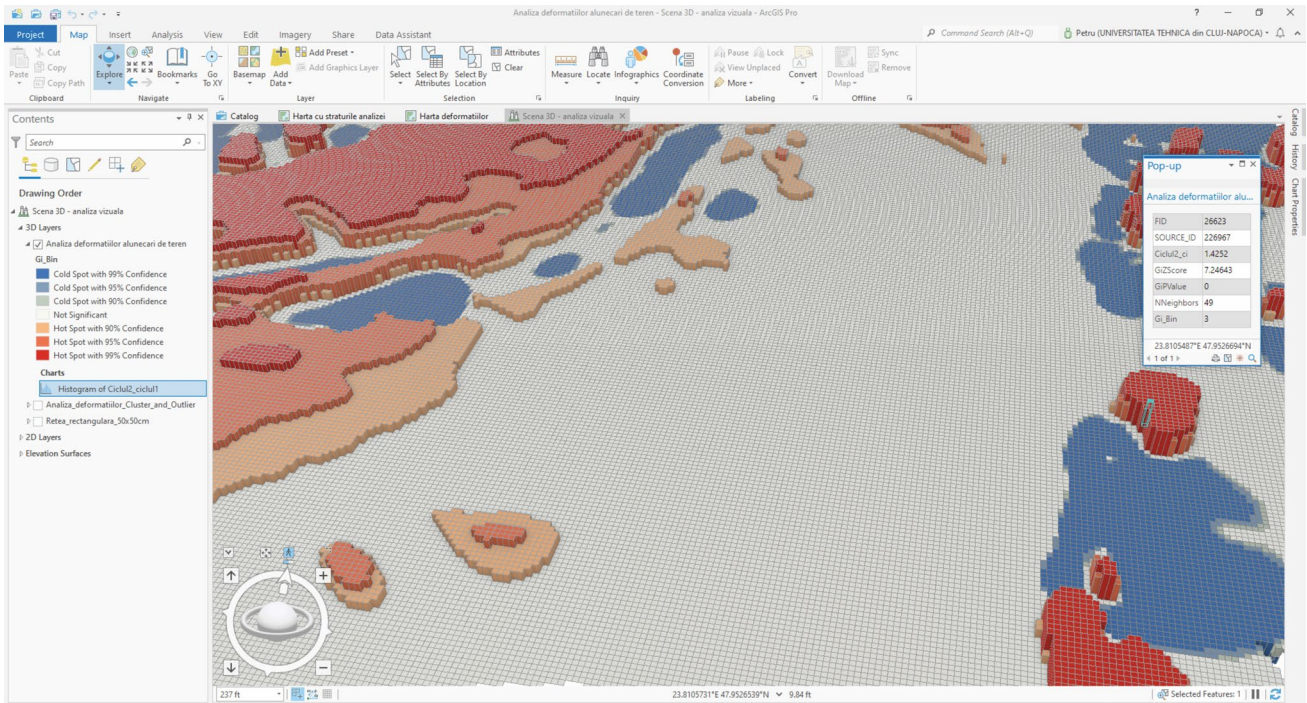 Analiza deformatiilor alunecari de teren - Scena 3D - analiza vizuala - ArcGIS Pro
Project Map Insert Analysis View Edit Imagery Share Data Assistant
Command Search (Alt+Q)
Petru (UNIVERSITATEA TEHNICA din CLUJ-NAPOCA)
Paste
Cut
Copy
Copy Path
Clipboard
Explore
Bookmarks
Go To XY
Navigate
Basemap
Add Data
Add Preset
Add Graphics Layer
Layer
Select
Select By Attributes
Select By Location
Attributes
Clear
Selection
Measure
Locate
Infographics
Coordinate Conversion
Inquiry
Pause
Lock
View Unplaced
More
Convert
Labeling
Download Map
Sync
Remove
Offline
Contents
Search
Drawing Order
Scena 3D - analiza vizuala
3D Layers
Analiza deformatiilor alunecari de teren
Gi_Bin
Cold Spot with 99% Confidence
Cold Spot with 95% Confidence
Cold Spot with 90% Confidence
Not Significant
Hot Spot with 90% Confidence
Hot Spot with 95% Confidence
Hot Spot with 99% Confidence
Charts
Histogram of Ciclul2_ciclul1
Analiza_deformatiilor_Cluster_and_Outlier
Retea_rectangulara_50x50cm
2D Layers
Elevation Surfaces
Catalog
Harta cu straturile analizei
Harta deformatiilor
Scena 3D - analiza vizuala
Pop-up
Analiza deformatiilor alu...
FID 26623
SOURCE_ID 226967
Ciclul2_ci 1.4252
GiZScore 7.24643
GiPValue 0
NNeighbors 49
Gi_Bin 3
23.8105487°E 47.9526694°N
1 of 1
Catalog
History
Chart Properties
237 ft
23.8105731°E 47.9526539°N
9.84 ft
Selected Features: 1